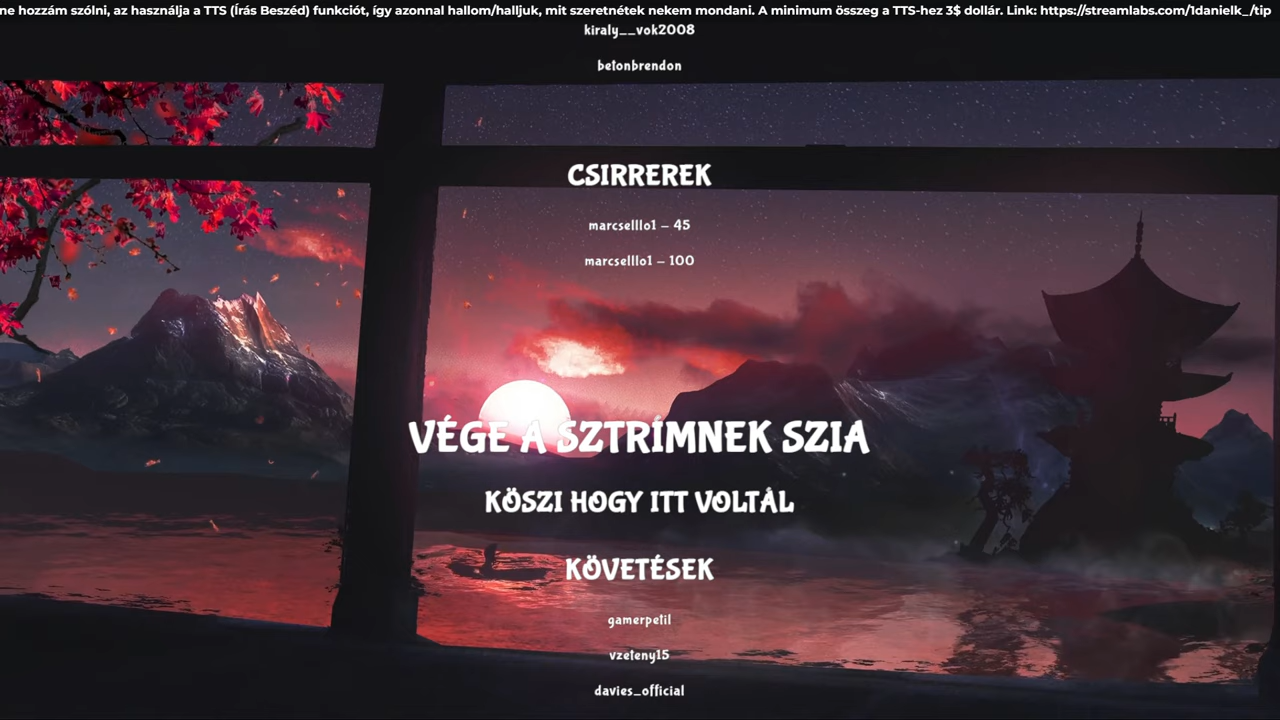 ne hozzám szólni, az használja a TTS (Írás Beszéd) funkciót, így azonnal hallom/halljuk, mit szeretnétek nekem mondani. A minimum összeg a TTS-hez 3$ dollár. Link: https://streamlabs.com/1danielk_/tip
kiraly__vok2008
betonbrendon
CSIRREREK
marcselllo1 - 45
marcselllo1 - 100
VÉGE A SZTRÍMNEK SZIA
KÖSZI HOGY ITT VOLTÁL
KÖVETÉSEK
gamerpetil
vzeteny15
davies_official